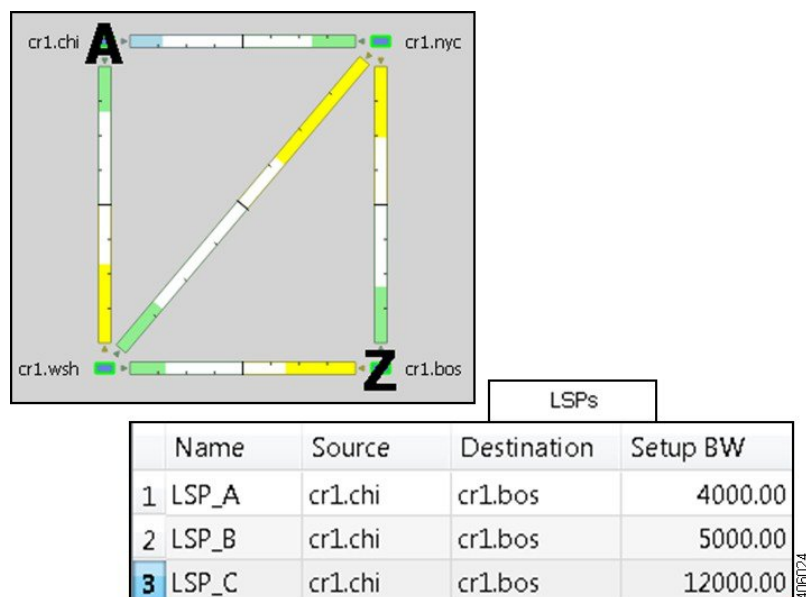 cr1.chi A cr1.nyc
cr1.wsh Z cr1.bos
LSPs
Name Source Destination Setup BW
1 LSP_A cr1.chi cr1.bos 4000.00
2 LSP_B cr1.chi cr1.bos 5000.00
3 LSP_C cr1.chi cr1.bos 12000.00
406024